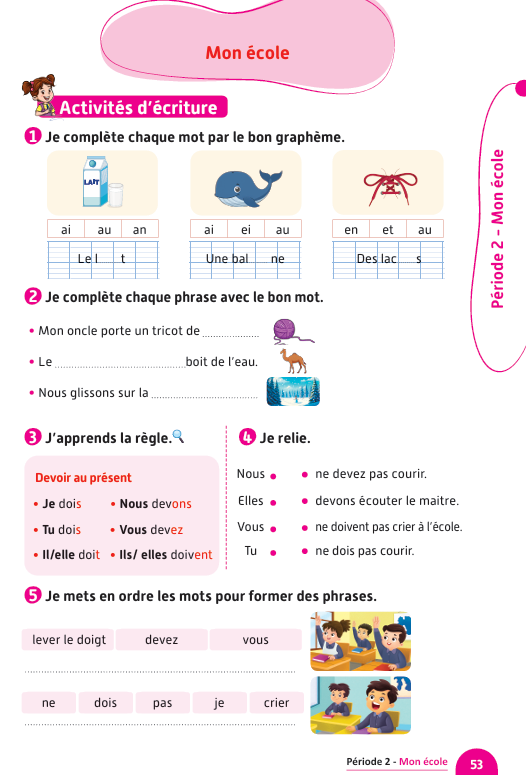 Mon école
Activités d'écriture
1 Je complète chaque mot par le bon graphème.
LAIT
ai au an
ai ei au
en et au
Le l t
Une bal ne
Des lac s
2 Je complète chaque phrase avec le bon mot.
• Mon oncle porte un tricot de ....................
• Le .............................................. boit de l'eau.
• Nous glissons sur la ......................................
3 J'apprends la règle.
Devoir au présent
• Je dois • Nous devons
• Tu dois • Vous devez
• Il/elle doit • Ils/ elles doivent
4 Je relie.
Nous • • ne devez pas courir.
Elles • • devons écouter le maitre.
Vous • • ne doivent pas crier à l'école.
Tu • • ne dois pas courir.
5 Je mets en ordre les mots pour former des phrases.
lever le doigt devez vous
ne dois pas je crier
Période 2 - Mon école
Période 2 - Mon école 53